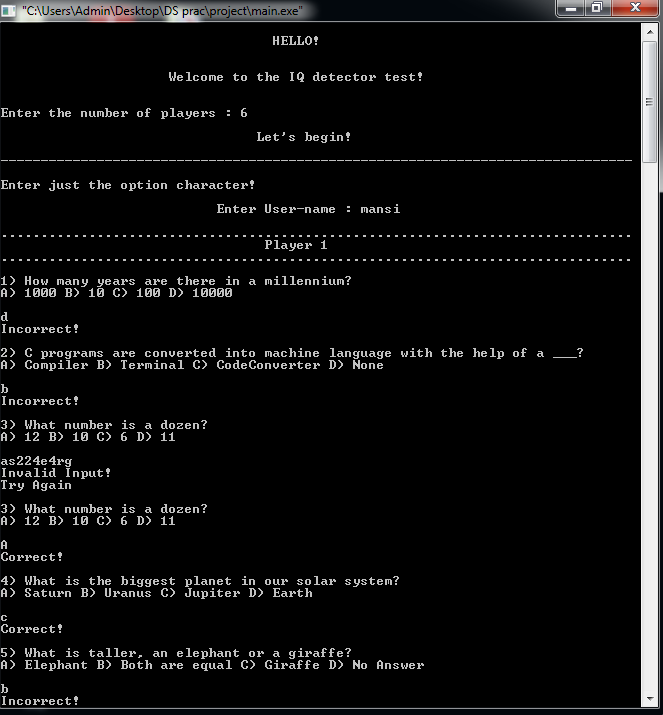 "C:\Users\Admin\Desktop\DS prac\project\main.exe"
HELLO!
Welcome to the IQ detector test!
Enter the number of players : 6
Let's begin!
-------------------------------------------------------------------------------
Enter just the option character!
Enter User-name : mansi
...............................................................................
Player 1
...............................................................................
1) How many years are there in a millennium?
A) 1000 B) 10 C) 100 D) 10000
d
Incorrect!
2) C programs are converted into machine language with the help of a ___?
A) Compiler B) Terminal C) CodeConverter D) None
b
Incorrect!
3) What number is a dozen?
A) 12 B) 10 C) 6 D) 11
as224e4rg
Invalid Input!
Try Again
3) What number is a dozen?
A) 12 B) 10 C) 6 D) 11
A
Correct!
4) What is the biggest planet in our solar system?
A) Saturn B) Uranus C) Jupiter D) Earth
c
Correct!
5) What is taller, an elephant or a giraffe?
A) Elephant B) Both are equal C) Giraffe D) No Answer
b
Incorrect!